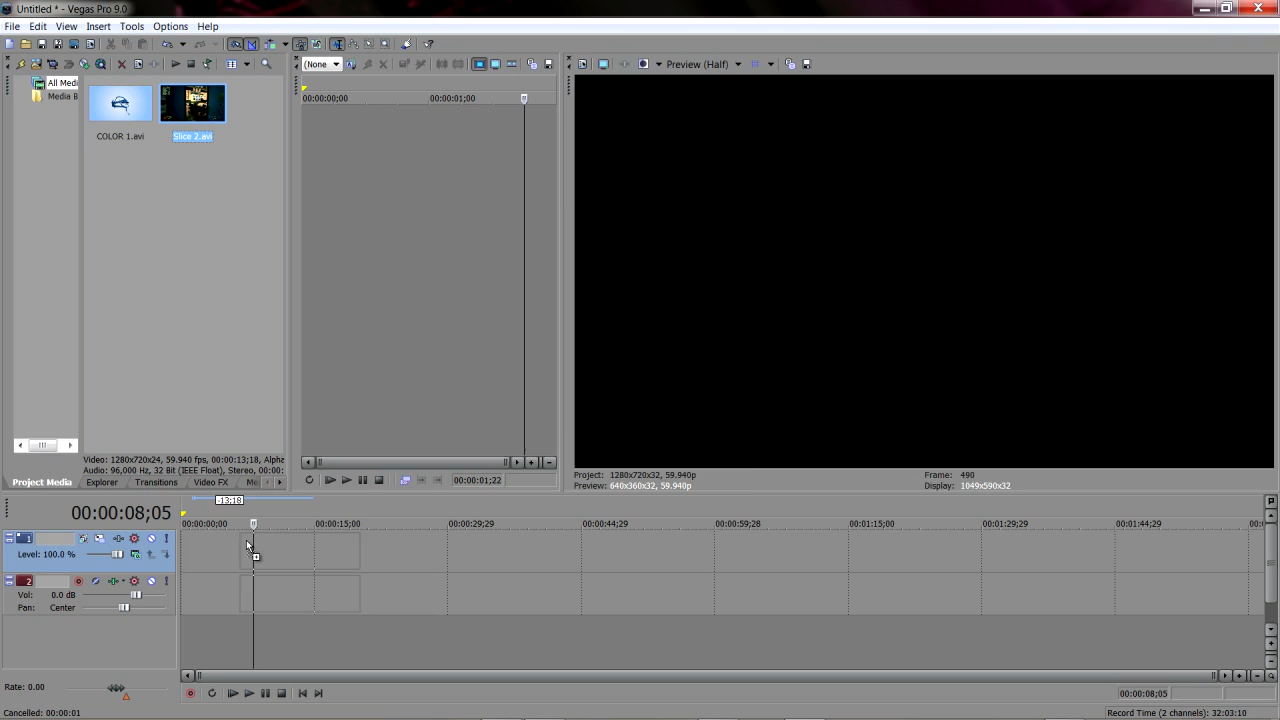 Untitled * - Vegas Pro 9.0
File Edit View Insert Tools Options Help
(None
Preview (Half)
All Medi
Media B
COLOR 1.avi
Slice 2.avi
00:00:00;00 00:00:01;00
Video: 1280x720x24, 59.940 fps, 00:00:13;18, Alpha
Audio: 96,000 Hz, 32 Bit (IEEE Float), Stereo, 00:00:
Project Media Explorer Transitions Video FX Me
00:00:01;22
Project: 1280x720x32, 59.940p
Preview: 640x360x32, 59.940p
Frame: 490
Display: 1049x590x32
-13;18
00:00:08;05
00:00:00;00 00:00:15;00 00:00:29;29 00:00:44;29 00:00:59;28 00:01:15;00 00:01:29;29 00:01:44;29 00:0
1
Level: 100.0 %
2
Vol: 0.0 dB
Pan: Center
Rate: 0.00
00:00:08;05
Cancelled: 00:00:01
Record Time (2 channels): 32:03:10